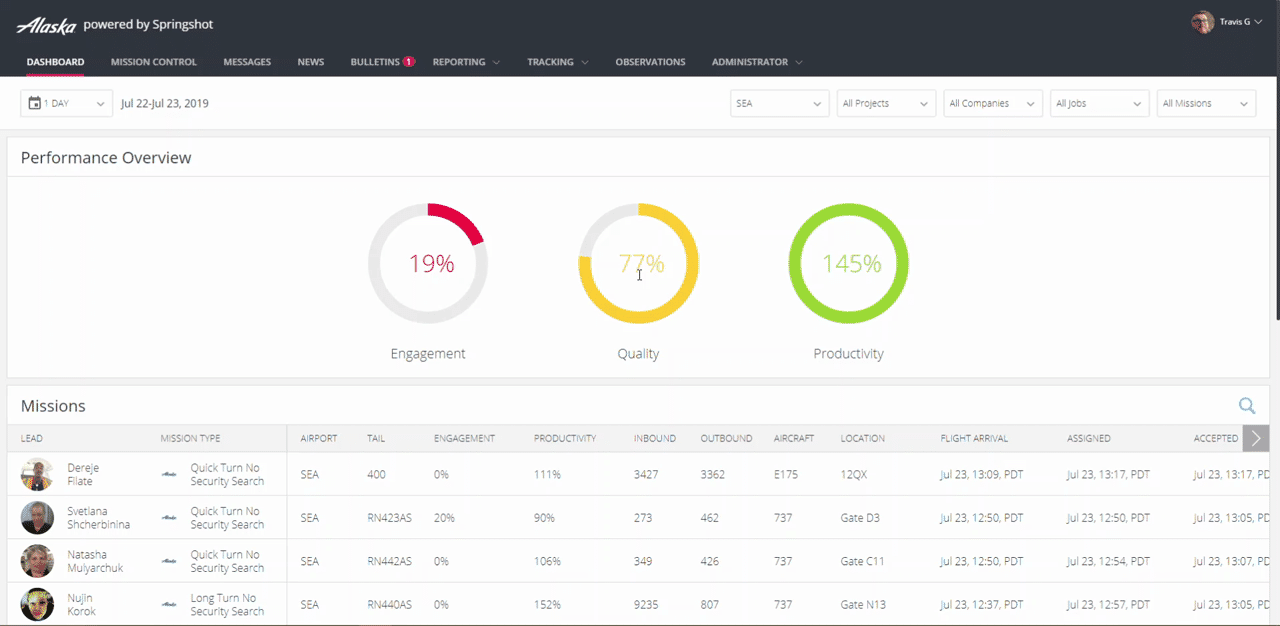 Alaska powered by Springshot
Travis G
DASHBOARD MISSION CONTROL MESSAGES NEWS BULLETINS 1 REPORTING TRACKING OBSERVATIONS ADMINISTRATOR
1 DAY Jul 22-Jul 23, 2019 SEA All Projects All Companies All Jobs All Missions
Performance Overview
19% 77% 145%
Engagement Quality Productivity
Missions
LEAD MISSION TYPE AIRPORT TAIL ENGAGEMENT PRODUCTIVITY INBOUND OUTBOUND AIRCRAFT LOCATION FLIGHT ARRIVAL ASSIGNED ACCEPTED
Dereje Quick Turn No
Filate Security Search
SEA 400 0% 111% 3427 3362 E175 12QX Jul 23, 13:09, PDT Jul 23, 13:17, PDT Jul 23, 13:17, PD
Svetlana Quick Turn No
Shcherbinina Security Search
SEA RN423AS 20% 90% 273 462 737 Gate D3 Jul 23, 12:50, PDT Jul 23, 12:50, PDT Jul 23, 13:05, PD
Natasha Quick Turn No
Mulyarchuk Security Search
SEA RN442AS 0% 106% 349 426 737 Gate C11 Jul 23, 12:50, PDT Jul 23, 12:54, PDT Jul 23, 13:07, PD
Nujin Long Turn No
Korok Security Search
SEA RN440AS 0% 152% 9235 807 737 Gate N13 Jul 23, 12:37, PDT Jul 23, 12:57, PDT Jul 23, 13:05, PD